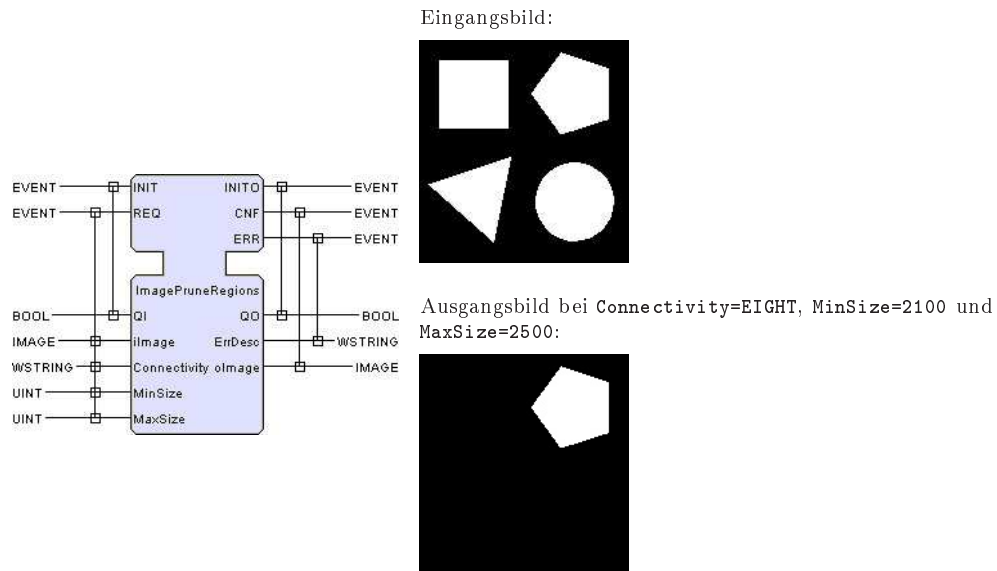 Eingangsbild:
EVENT INIT INITO EVENT
EVENT REQ CNF EVENT
ERR EVENT
ImagePruneRegions
BOOL QI QO BOOL
IMAGE iImage ErrDesc WSTRING
WSTRING Connectivity oImage IMAGE
UINT MinSize
UINT MaxSize
Ausgangsbild bei Connectivity=EIGHT, MinSize=2100 und
MaxSize=2500: